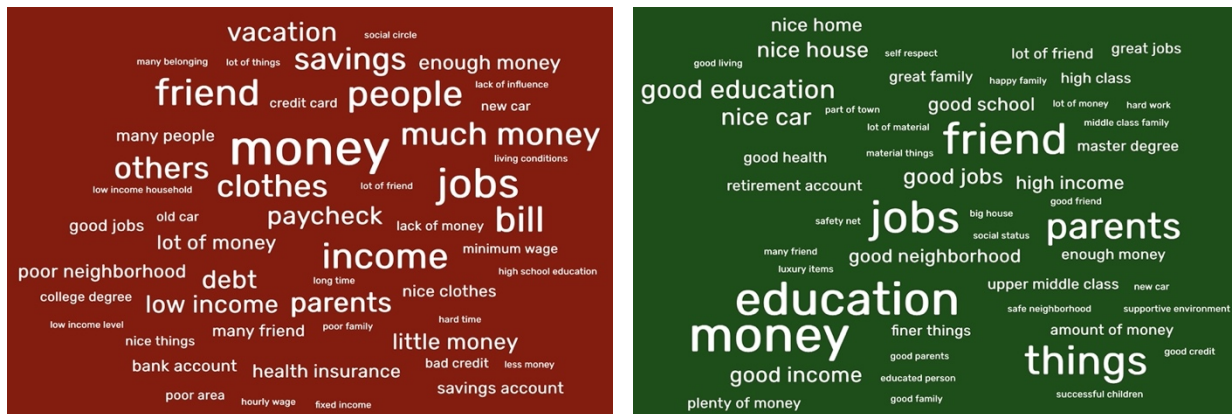 vacation
social circle
many belonging
lot of things
savings
enough money
friend
credit card
people
lack of influence
new car
many people
money
much money
others
living conditions
low income household
clothes
lot of friend
jobs
good jobs
old car
paycheck
lack of money
bill
lot of money
income
minimum wage
poor neighborhood
debt
long time
high school education
college degree
low income
parents
nice clothes
low income level
many friend
poor family
hard time
nice things
little money
bank account
health insurance
bad credit
less money
poor area
hourly wage
fixed income
savings account
nice home
nice house
self respect
lot of friend
great jobs
good living
good education
great family
happy family
high class
nice car
part of town
good school
lot of money
hard work
lot of material
friend
middle class family
good health
material things
master degree
retirement account
good jobs
high income
good friend
safety net
jobs
big house
social status
parents
many friend
good neighborhood
enough money
luxury items
education
upper middle class
new car
safe neighborhood
supportive environment
money
finer things
amount of money
good parents
things
good credit
good income
educated person
successful children
plenty of money
good family